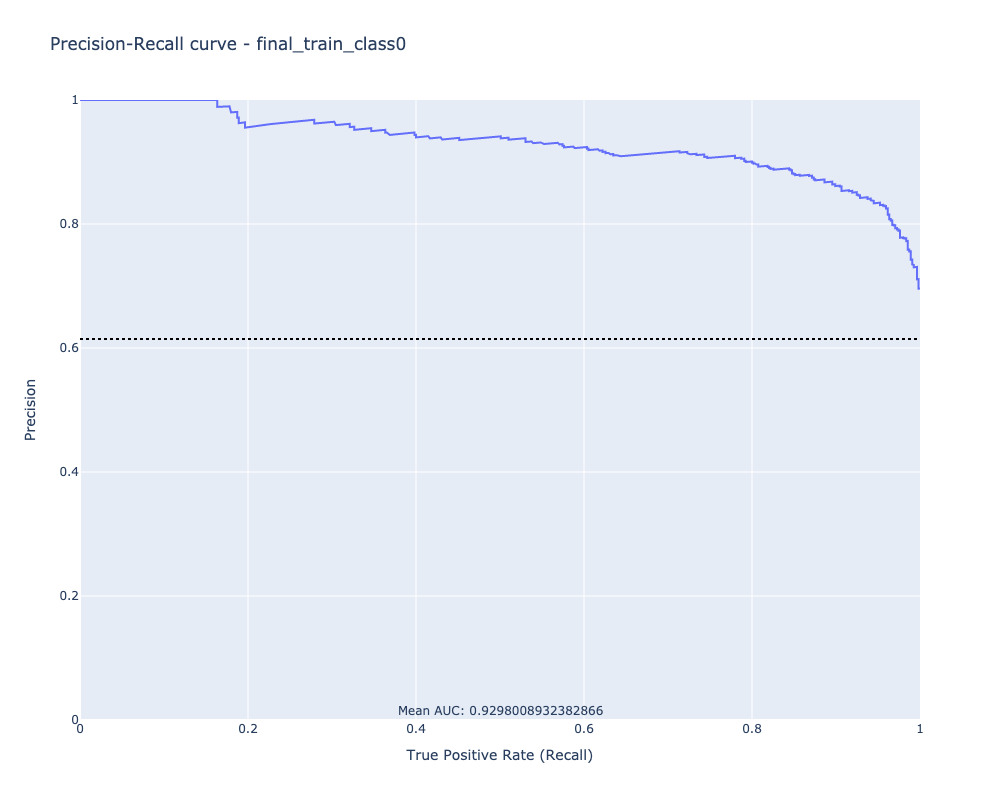 Precision-Recall curve - final_train_class0
1
0.8
0.6
0.4
0.2
0
Precision
Mean AUC: 0.9298008932382866
0 0.2 0.4 0.6 0.8 1
True Positive Rate (Recall)